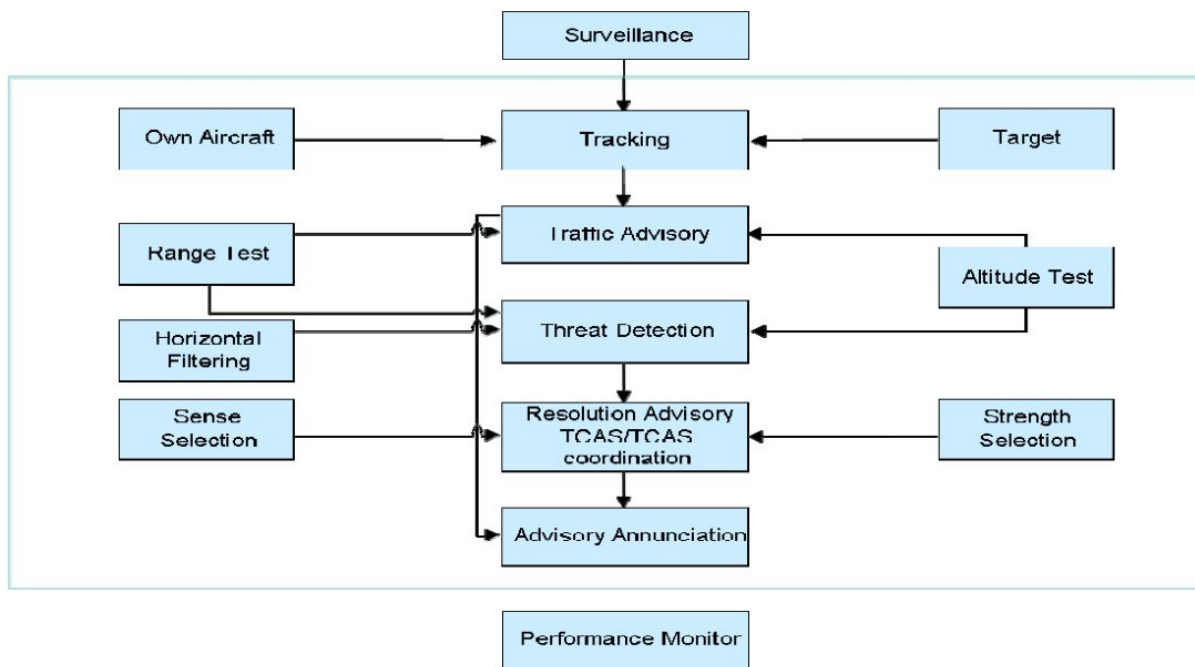 Surveillance
Own Aircraft
Tracking
Target
Traffic Advisory
Range Test
Altitude Test
Threat Detection
Horizontal
Filtering
Sense
Selection
Resolution Advisory
TCAS/TCAS
coordination
Strength
Selection
Advisory Annunciation
Performance Monitor